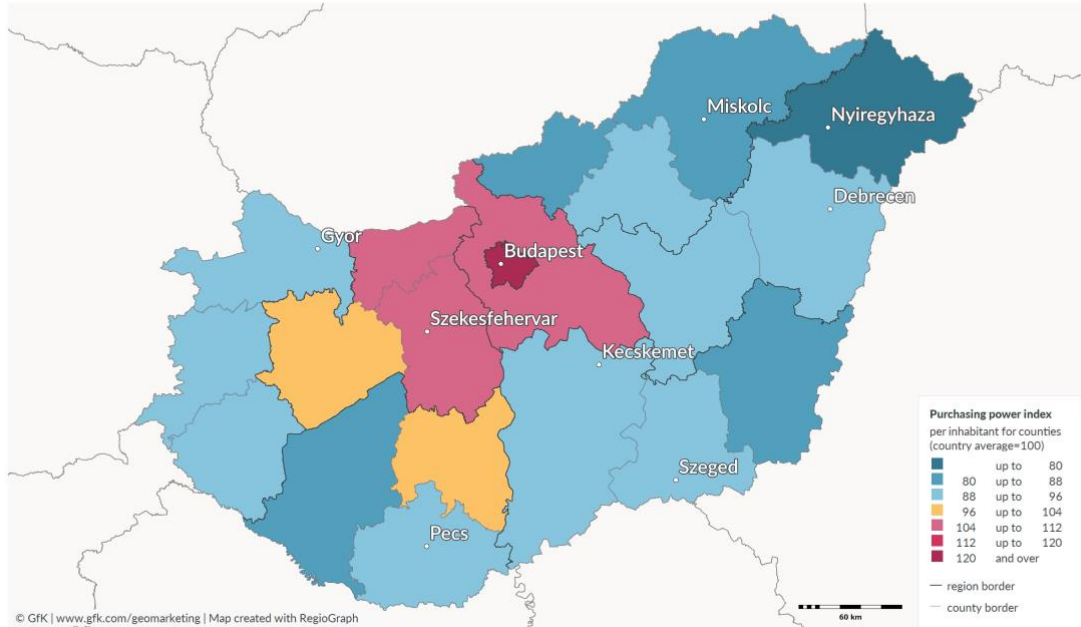 Miskolc
Nyiregyhaza
Debrecen
Gyor
Budapest
Szekesfehervar
Kecskemet
Szeged
Pecs
Purchasing power index
per inhabitant for counties
(country average=100)
up to 80
80 up to 88
88 up to 96
96 up to 104
104 up to 112
112 up to 120
120 and over
region border
county border
60 km
© GfK | www.gfk.com/geomarketing | Map created with RegioGraph